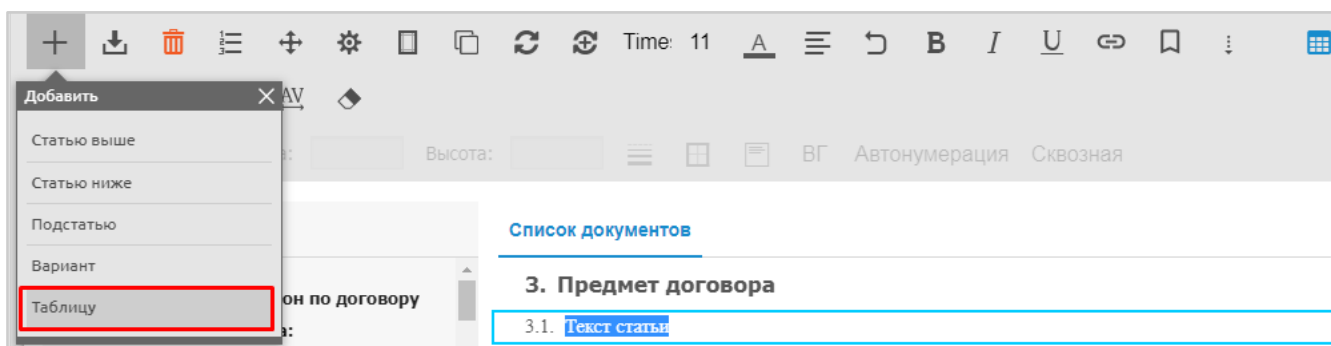 Time: 11 A B I U
Добавить
AV
Статью выше
а: Высота: ВГ Автонумерация Сквозная
Статью ниже
Подстатью
Список документов
Вариант
3. Предмет договора
он по договору
Таблицу
3.1. Текст статьи
а: